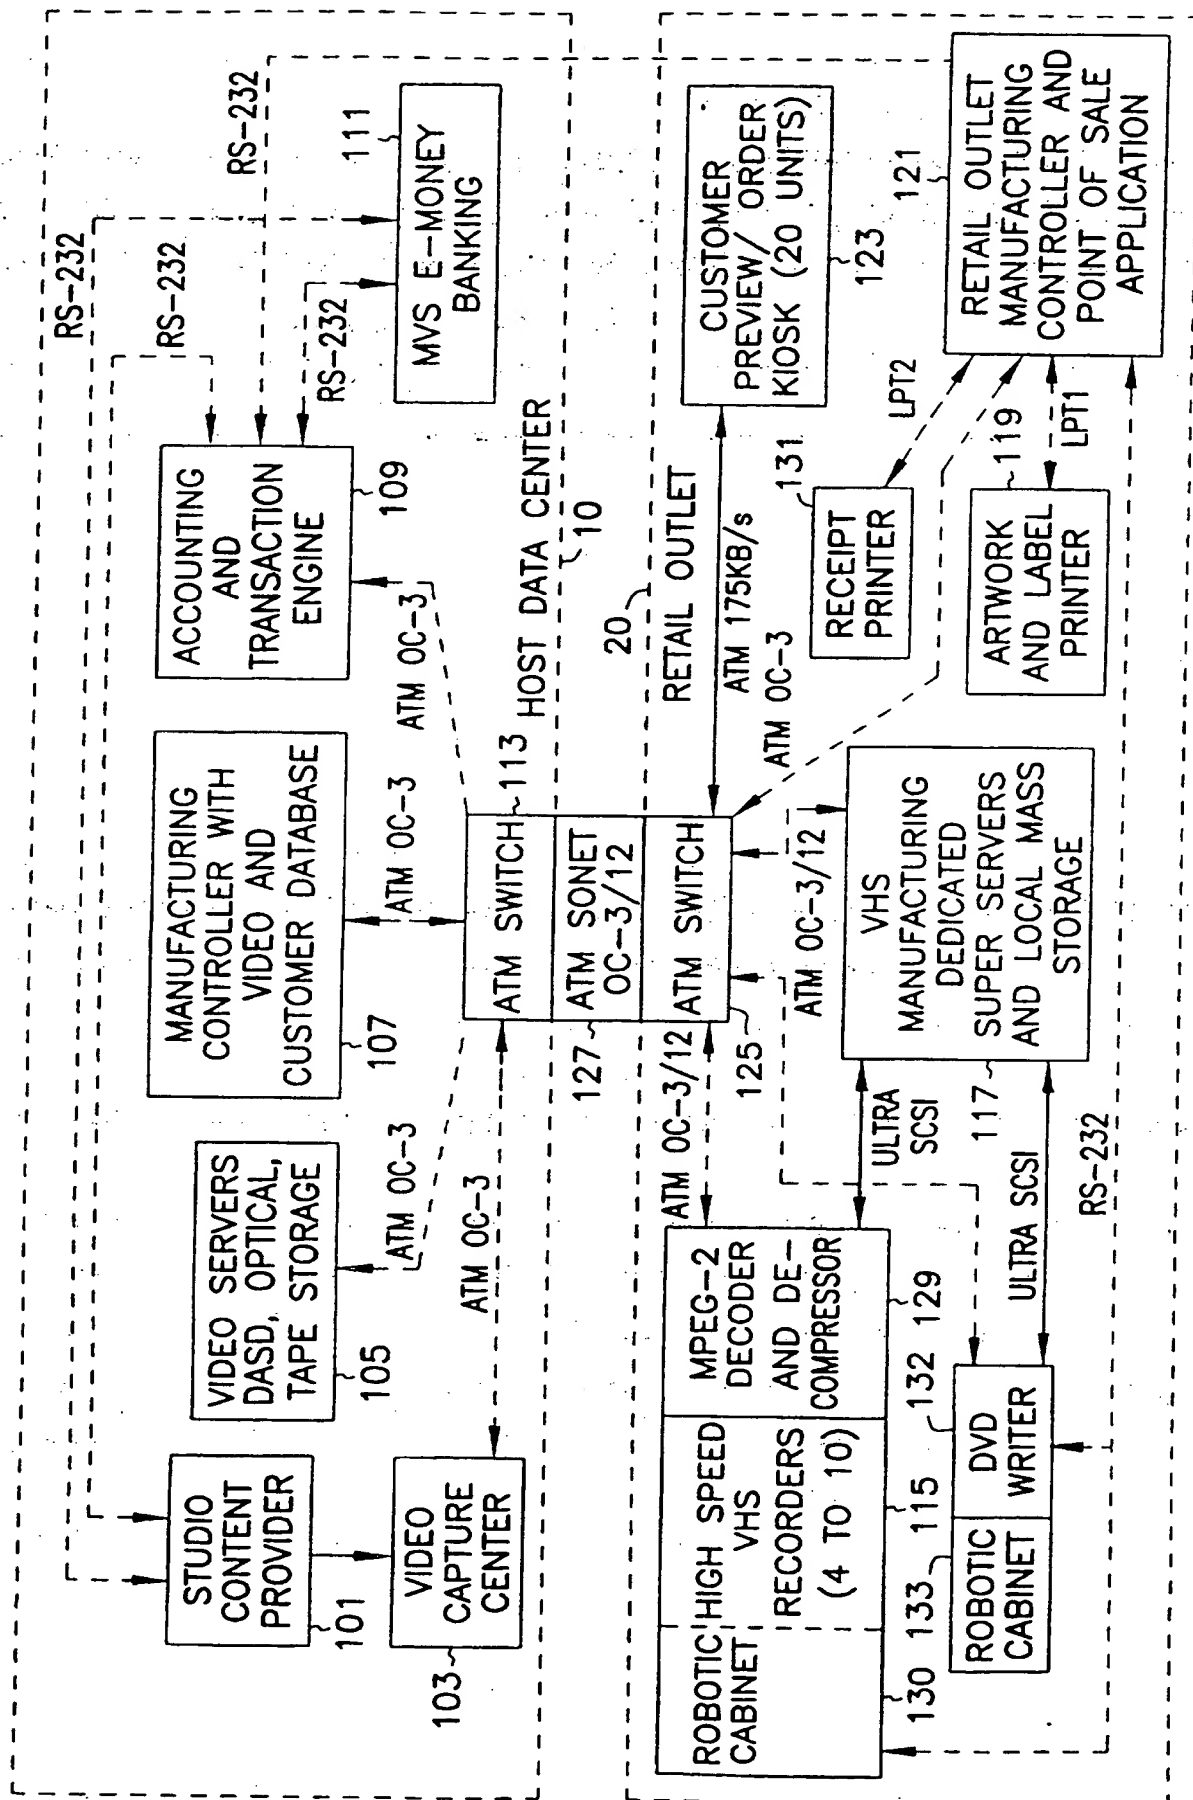 RS-232
RS-232
RS-232
RS-232
STUDIO
CONTENT
PROVIDER
101
VIDEO
CAPTURE
CENTER
103
VIDEO SERVERS
DASD, OPTICAL,
TAPE STORAGE
105
ATM OC-3
ATM OC-3
MANUFACTURING
CONTROLLER WITH
VIDEO AND
CUSTOMER DATABASE
107
ATM OC-3
ACCOUNTING
AND
TRANSACTION
ENGINE
109
ATM OC-3
MVS E-MONEY
BANKING
111
ATM SWITCH
113
HOST DATA CENTER
10
ATM SONET
OC-3/12
127
20
RETAIL OUTLET
ATM SWITCH
125
ATM OC-3/12
ATM 175KB/s
ATM OC-3
ATM OC-3/12
CUSTOMER
PREVIEW/ ORDER
KIOSK (20 UNITS)
123
ROBOTIC
CABINET
130
HIGH SPEED
VHS
RECORDERS
(4 TO 10)
115
MPEG-2
DECODER
AND DE-
COMPRESSOR
129
ULTRA
SCSI
VHS
MANUFACTURING
DEDICATED
SUPER SERVERS
AND LOCAL MASS
STORAGE
117
ULTRA SCSI
RECEIPT
PRINTER
131
LPT2
ARTWORK
AND LABEL
PRINTER
119
LPT1
RETAIL OUTLET
MANUFACTURING
CONTROLLER AND
POINT OF SALE
APPLICATION
121
ROBOTIC
CABINET
133
DVD
WRITER
132
RS-232